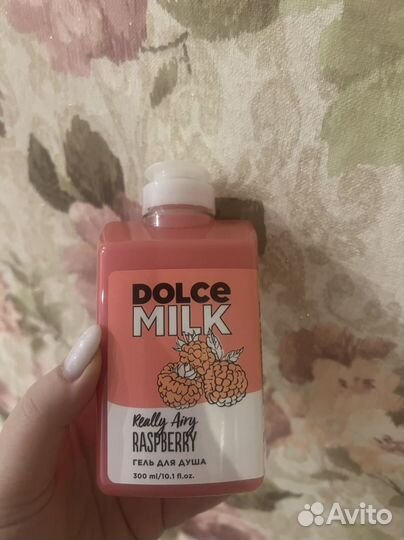 DOLCE
MILK
Really Airy
RASPBERRY
ГЕЛЬ ДЛЯ ДУША
300 ml/10.1 fl.oz.
Avito